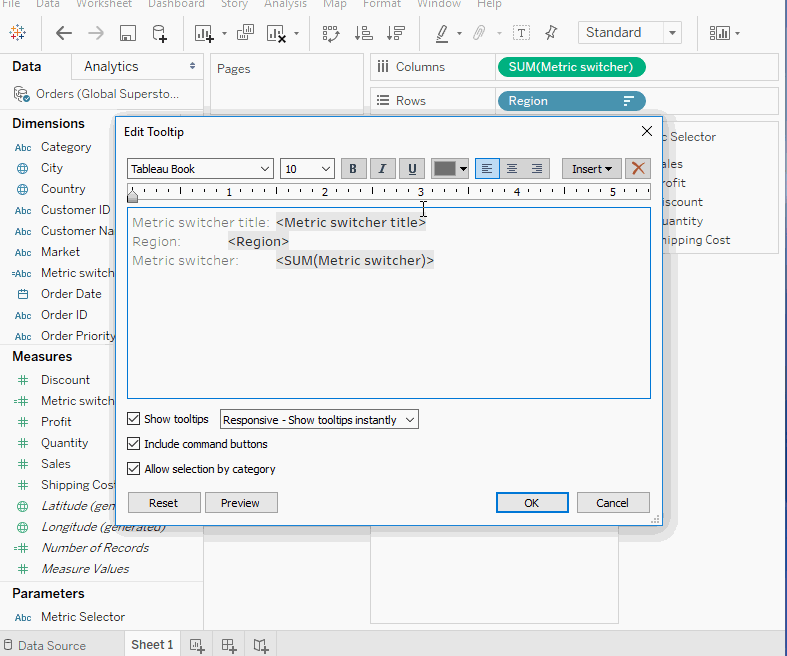 File Data Worksheet Dashboard Story Analysis Map Format Window Help
Standard
Data
Analytics
Orders (Global Supersto...
Dimensions
Abc Category
City
Country
Abc Customer ID
Abc Customer Na
Abc Market
=Abc Metric switch
Order Date
Abc Order ID
Abc Order Priority
Measures
Discount
Metric switch
Profit
Quantity
Sales
Shipping Cost
Latitude (gen
Longitude (generated)
Number of Records
Measure Values
Parameters
Abc Metric Selector
Data Source
Sheet 1
Pages
Columns
SUM(Metric switcher)
Rows
Region
c Selector
ales
rofit
iscount
uantity
hipping Cost
Edit Tooltip
Tableau Book
10
B I U
Insert
1 2 3 4 5
Metric switcher title: <Metric switcher title>
Region: <Region>
Metric switcher: <SUM(Metric switcher)>
Show tooltips
Responsive - Show tooltips instantly
Include command buttons
Allow selection by category
Reset
Preview
OK
Cancel